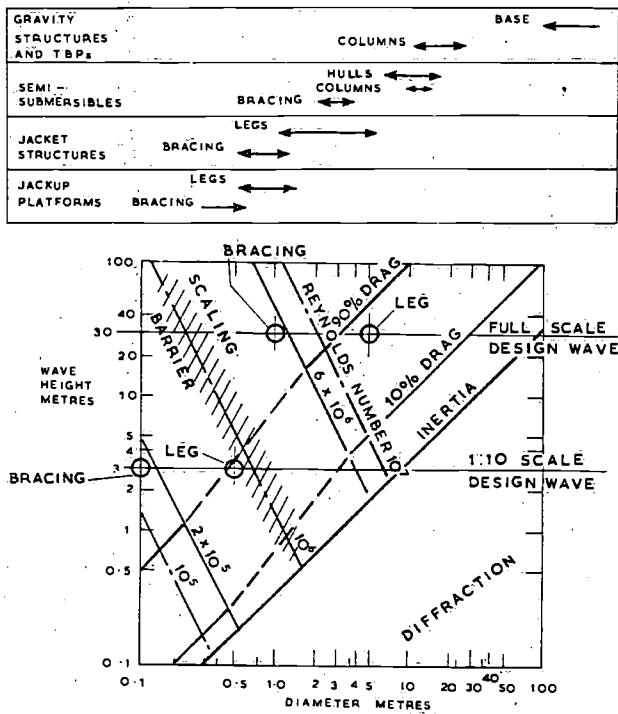 GRAVITY
STRUCTURES
AND TBPs
BASE
COLUMNS
SEMI-
SUBMERSIBLES
HULLS
COLUMNS
BRACING
JACKET
STRUCTURES
LEGS
BRACING
JACKUP
PLATFORMS
LEGS
BRACING
BRACING
100
40
30
20
10
5
4
3
2
1
0·5
0·1
WAVE
HEIGHT
METRES
SCALING
BARRIER
REYNOLDS NUMBER 10⁷
90% DRAG
LEG
10% DRAG
INERTIA
FULL SCALE
DESIGN WAVE
6 x 10⁶
LEG
BRACING
1:10 SCALE
DESIGN WAVE
2 x 10⁵
10⁵
10⁶
DIFFRACTION
0·1 0·5 1·0 2 3 4 5 10 20 30 40 100
DIAMETER METRES